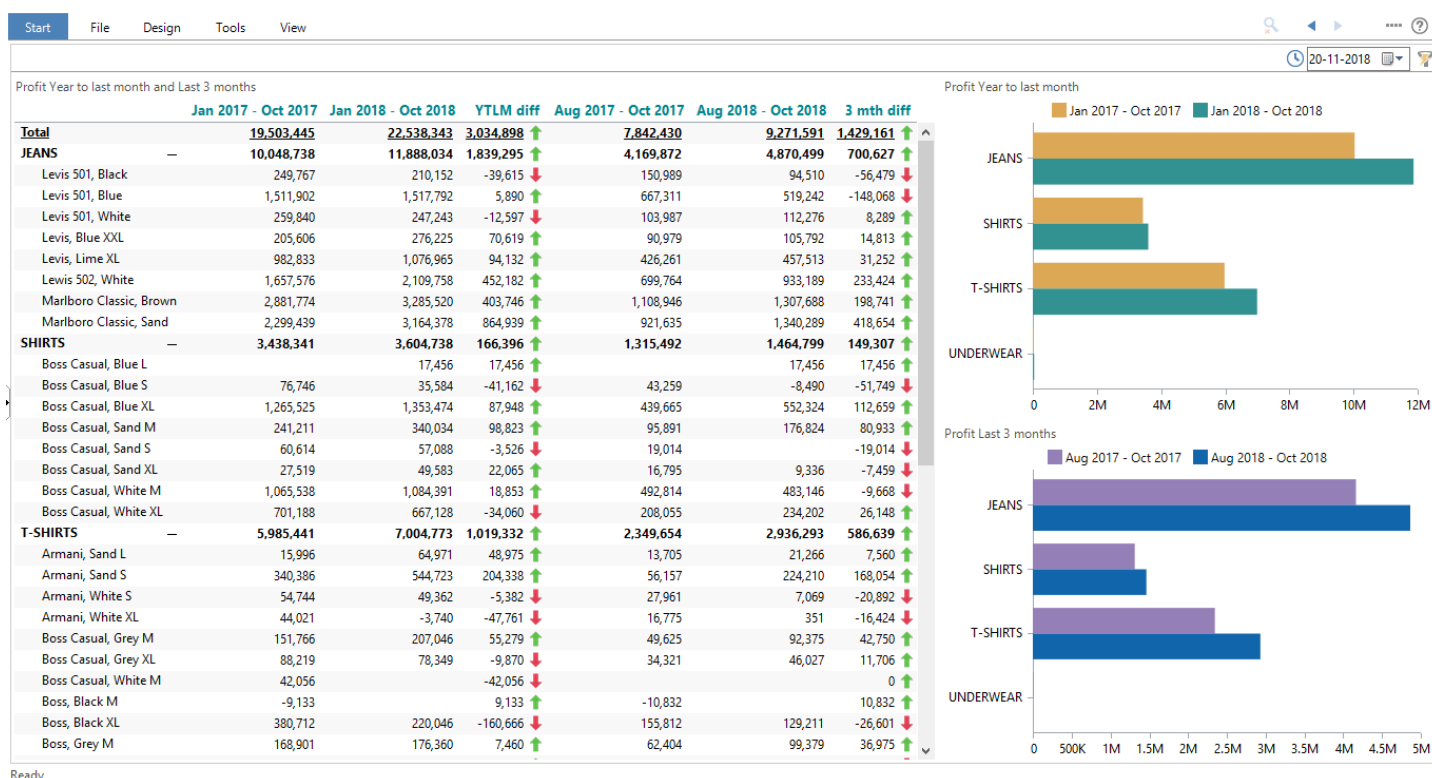 Start File Design Tools View
20-11-2018
Profit Year to last month and Last 3 months
Jan 2017 - Oct 2017 Jan 2018 - Oct 2018 YTLM diff Aug 2017 - Oct 2017 Aug 2018 - Oct 2018 3 mth diff
Total 19,503,445 22,538,343 3,034,898 7,842,430 9,271,591 1,429,161
JEANS — 10,048,738 11,888,034 1,839,295 4,169,872 4,870,499 700,627
Levis 501, Black 249,767 210,152 -39,615 150,989 94,510 -56,479
Levis 501, Blue 1,511,902 1,517,792 5,890 667,311 519,242 -148,068
Levis 501, White 259,840 247,243 -12,597 103,987 112,276 8,289
Levis, Blue XXL 205,606 276,225 70,619 90,979 105,792 14,813
Levis, Lime XL 982,833 1,076,965 94,132 426,261 457,513 31,252
Lewis 502, White 1,657,576 2,109,758 452,182 699,764 933,189 233,424
Marlboro Classic, Brown 2,881,774 3,285,520 403,746 1,108,946 1,307,688 198,741
Marlboro Classic, Sand 2,299,439 3,164,378 864,939 921,635 1,340,289 418,654
SHIRTS — 3,438,341 3,604,738 166,396 1,315,492 1,464,799 149,307
Boss Casual, Blue L 17,456 17,456 17,456 17,456
Boss Casual, Blue S 76,746 35,584 -41,162 43,259 -8,490 -51,749
Boss Casual, Blue XL 1,265,525 1,353,474 87,948 439,665 552,324 112,659
Boss Casual, Sand M 241,211 340,034 98,823 95,891 176,824 80,933
Boss Casual, Sand S 60,614 57,088 -3,526 19,014 -19,014
Boss Casual, Sand XL 27,519 49,583 22,065 16,795 9,336 -7,459
Boss Casual, White M 1,065,538 1,084,391 18,853 492,814 483,146 -9,668
Boss Casual, White XL 701,188 667,128 -34,060 208,055 234,202 26,148
T-SHIRTS — 5,985,441 7,004,773 1,019,332 2,349,654 2,936,293 586,639
Armani, Sand L 15,996 64,971 48,975 13,705 21,266 7,560
Armani, Sand S 340,386 544,723 204,338 56,157 224,210 168,054
Armani, White S 54,744 49,362 -5,382 27,961 7,069 -20,892
Armani, White XL 44,021 -3,740 -47,761 16,775 351 -16,424
Boss Casual, Grey M 151,766 207,046 55,279 49,625 92,375 42,750
Boss Casual, Grey XL 88,219 78,349 -9,870 34,321 46,027 11,706
Boss Casual, White M 42,056 -42,056 0
Boss, Black M -9,133 9,133 -10,832 10,832
Boss, Black XL 380,712 220,046 -160,666 155,812 129,211 -26,601
Boss, Grey M 168,901 176,360 7,460 62,404 99,379 36,975
Profit Year to last month
Jan 2017 - Oct 2017 Jan 2018 - Oct 2018
JEANS
SHIRTS
T-SHIRTS
UNDERWEAR
0 2M 4M 6M 8M 10M 12M
Profit Last 3 months
Aug 2017 - Oct 2017 Aug 2018 - Oct 2018
JEANS
SHIRTS
T-SHIRTS
UNDERWEAR
0 500K 1M 1.5M 2M 2.5M 3M 3.5M 4M 4.5M 5M
Ready